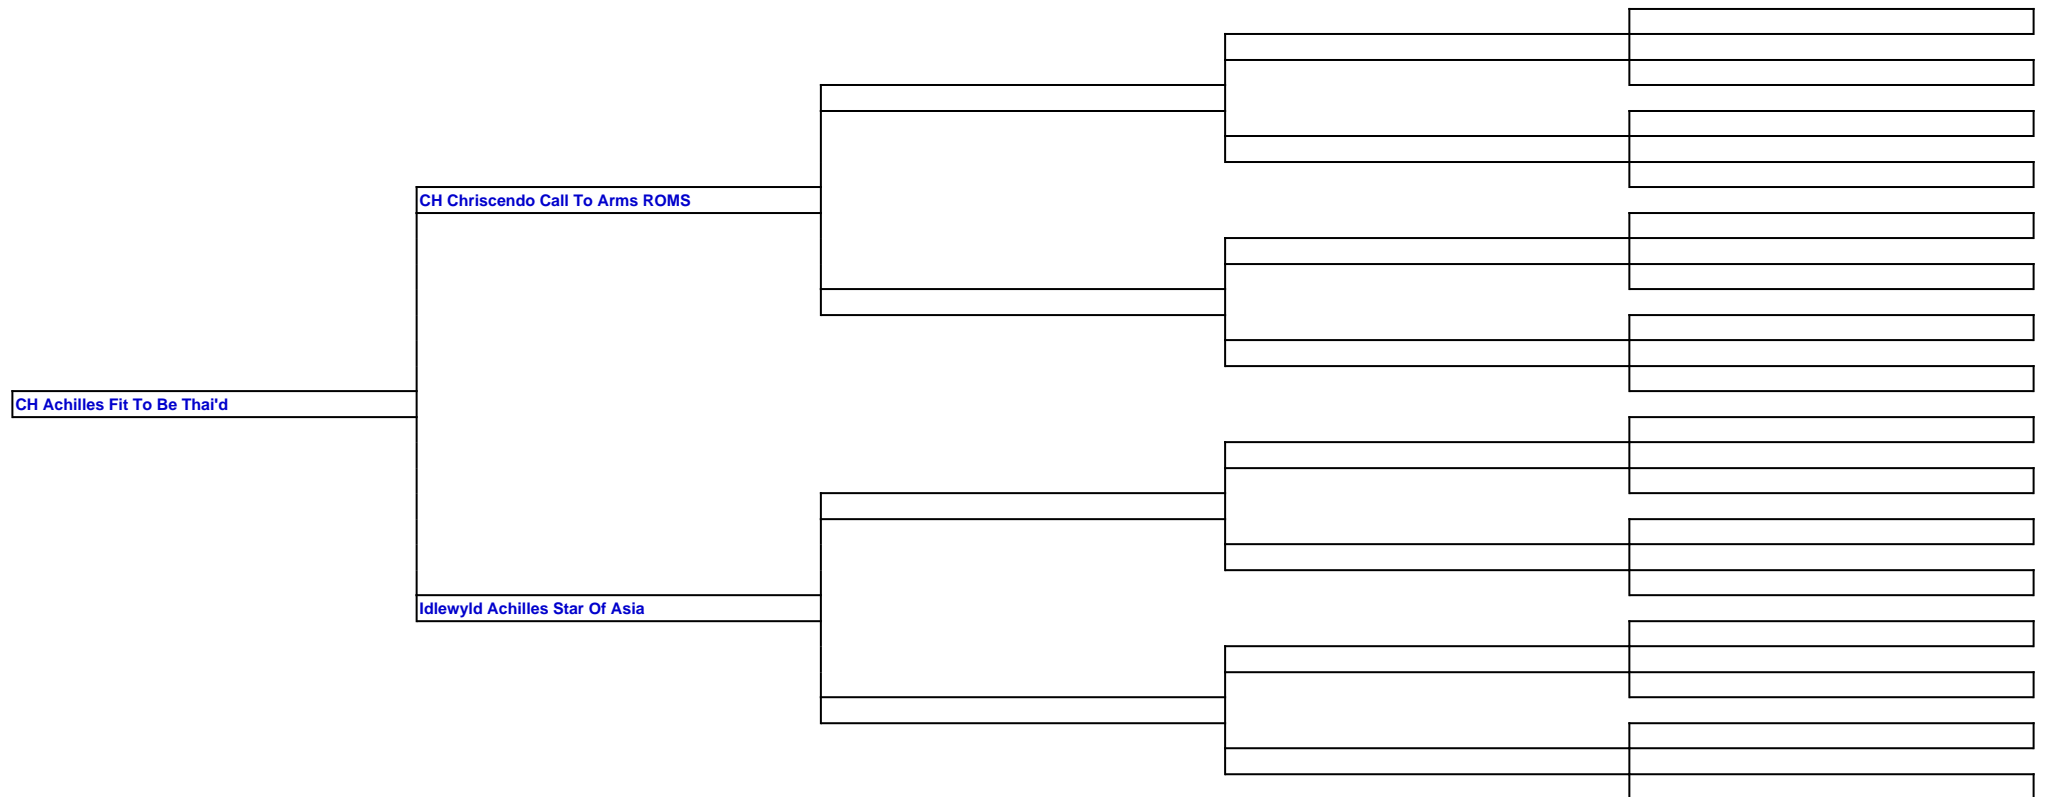 CH Chriscendo Call To Arms ROMS
CH Achilles Fit To Be Thai'd
Idlewyld Achilles Star Of Asia